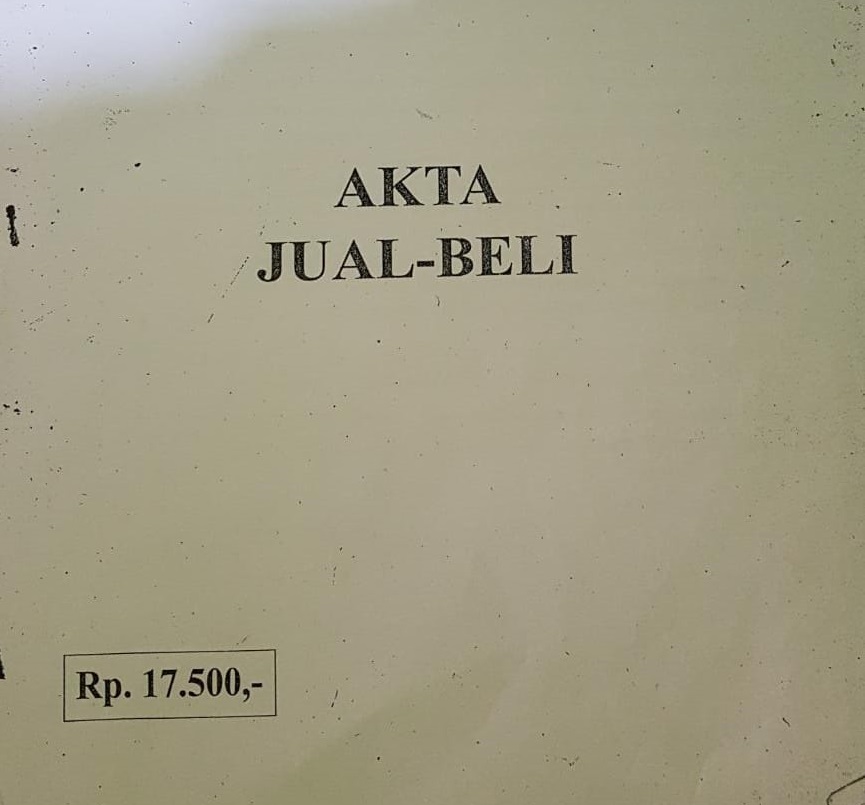 AKTA
JUAL-BELI
Rp. 17.500,-